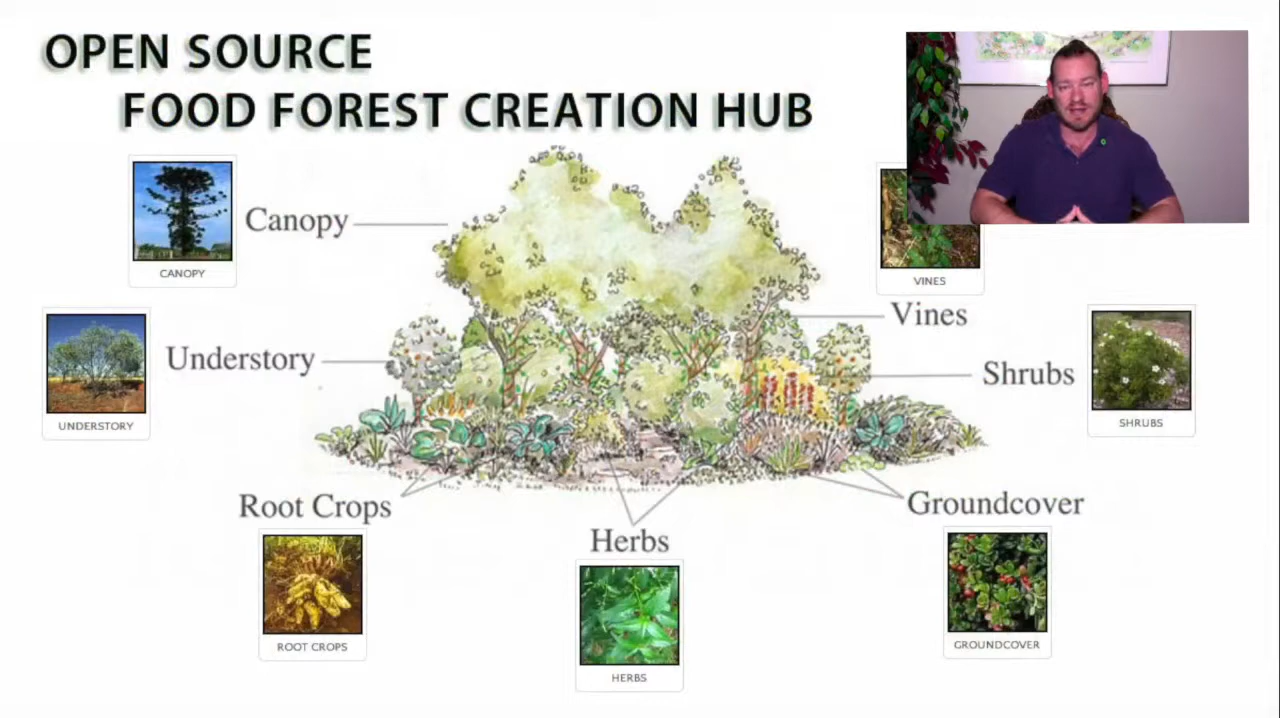 OPEN SOURCE
FOOD FOREST CREATION HUB
Canopy
CANOPY
VINES
Vines
Understory
UNDERSTORY
Shrubs
SHRUBS
Root Crops
ROOT CROPS
Herbs
HERBS
Groundcover
GROUNDCOVER